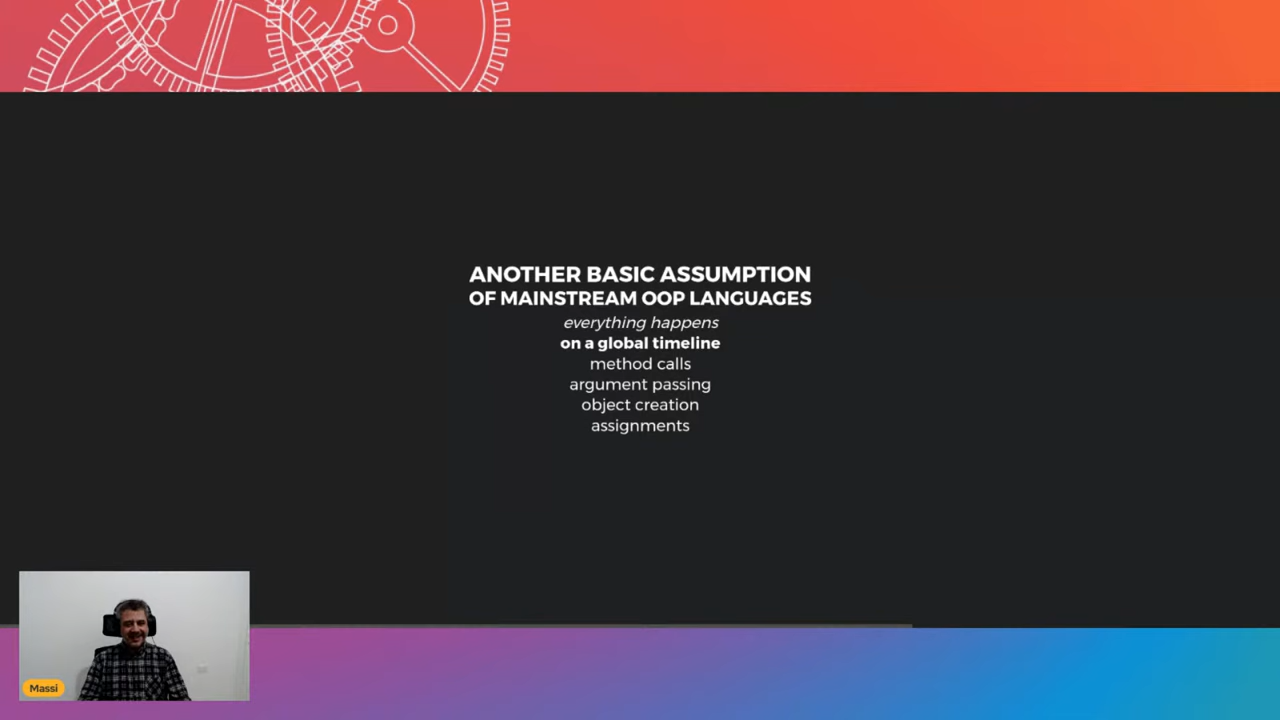 ANOTHER BASIC ASSUMPTION
OF MAINSTREAM OOP LANGUAGES
everything happens
on a global timeline
method calls
argument passing
object creation
assignments
Massi